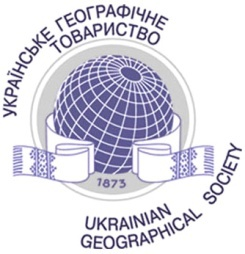 УКРАЇНСЬКЕ ГЕОГРАФІЧНЕ
ТОВАРИСТВО
1873
UKRAINIAN
GEOGRAPHICAL SOCIETY